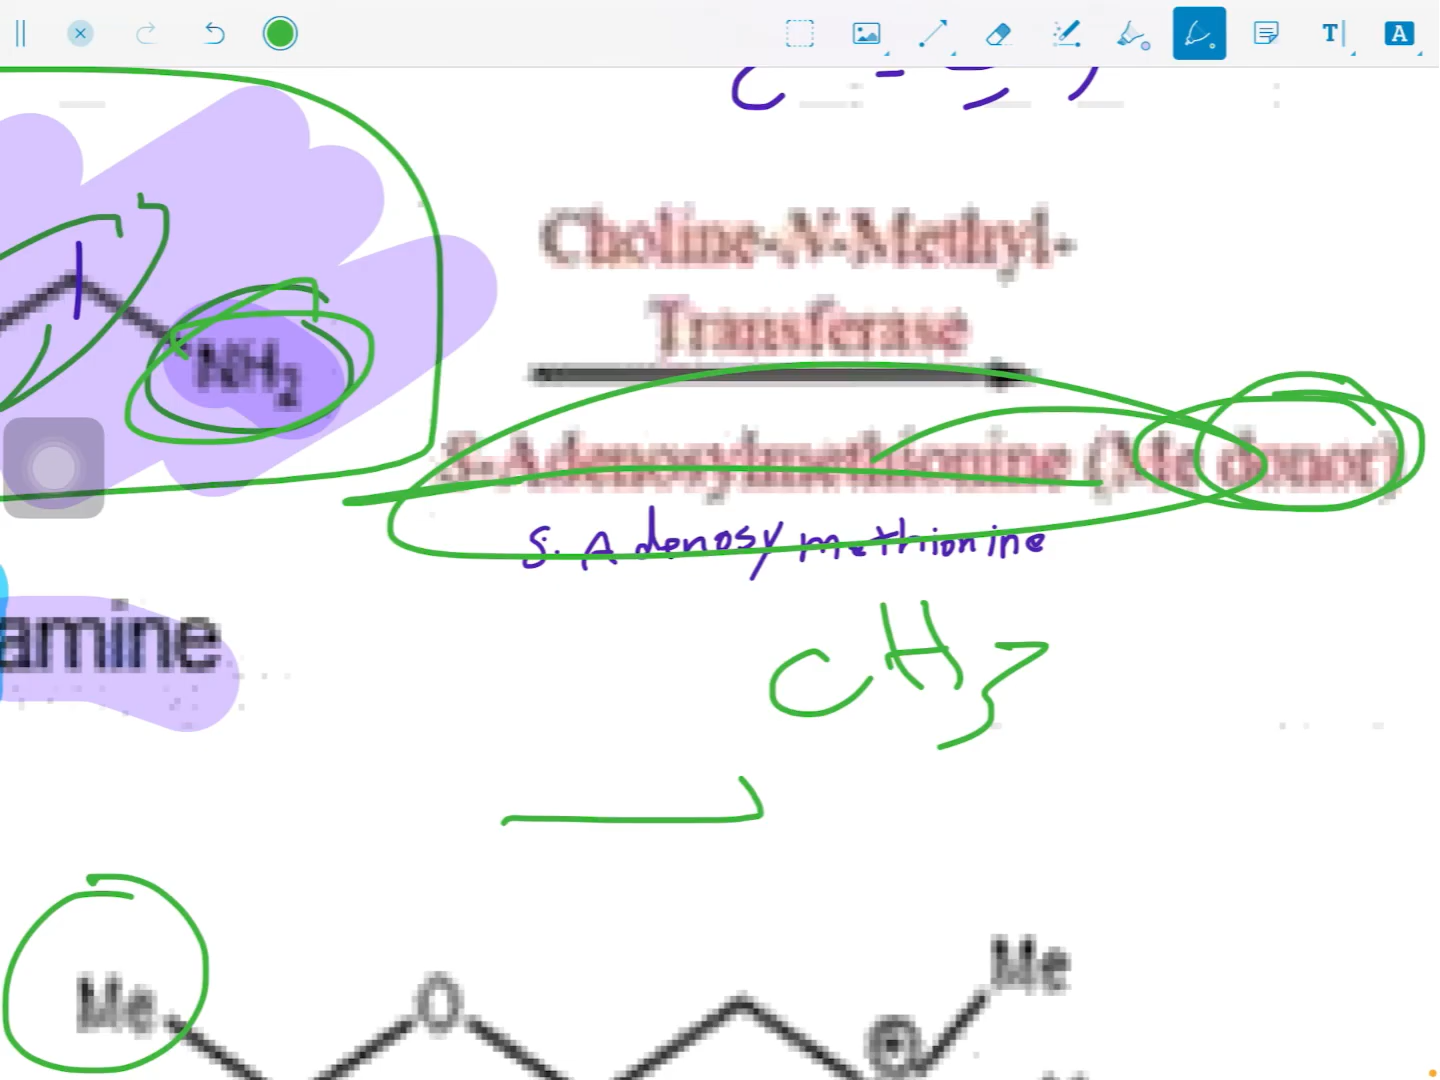 T
A
Choline-N-Methyl-
Transferase
NH2
S-Adenosylmethionine (Me donor)
S. Adenosy methionine
amine
CH3
Me
Me
O